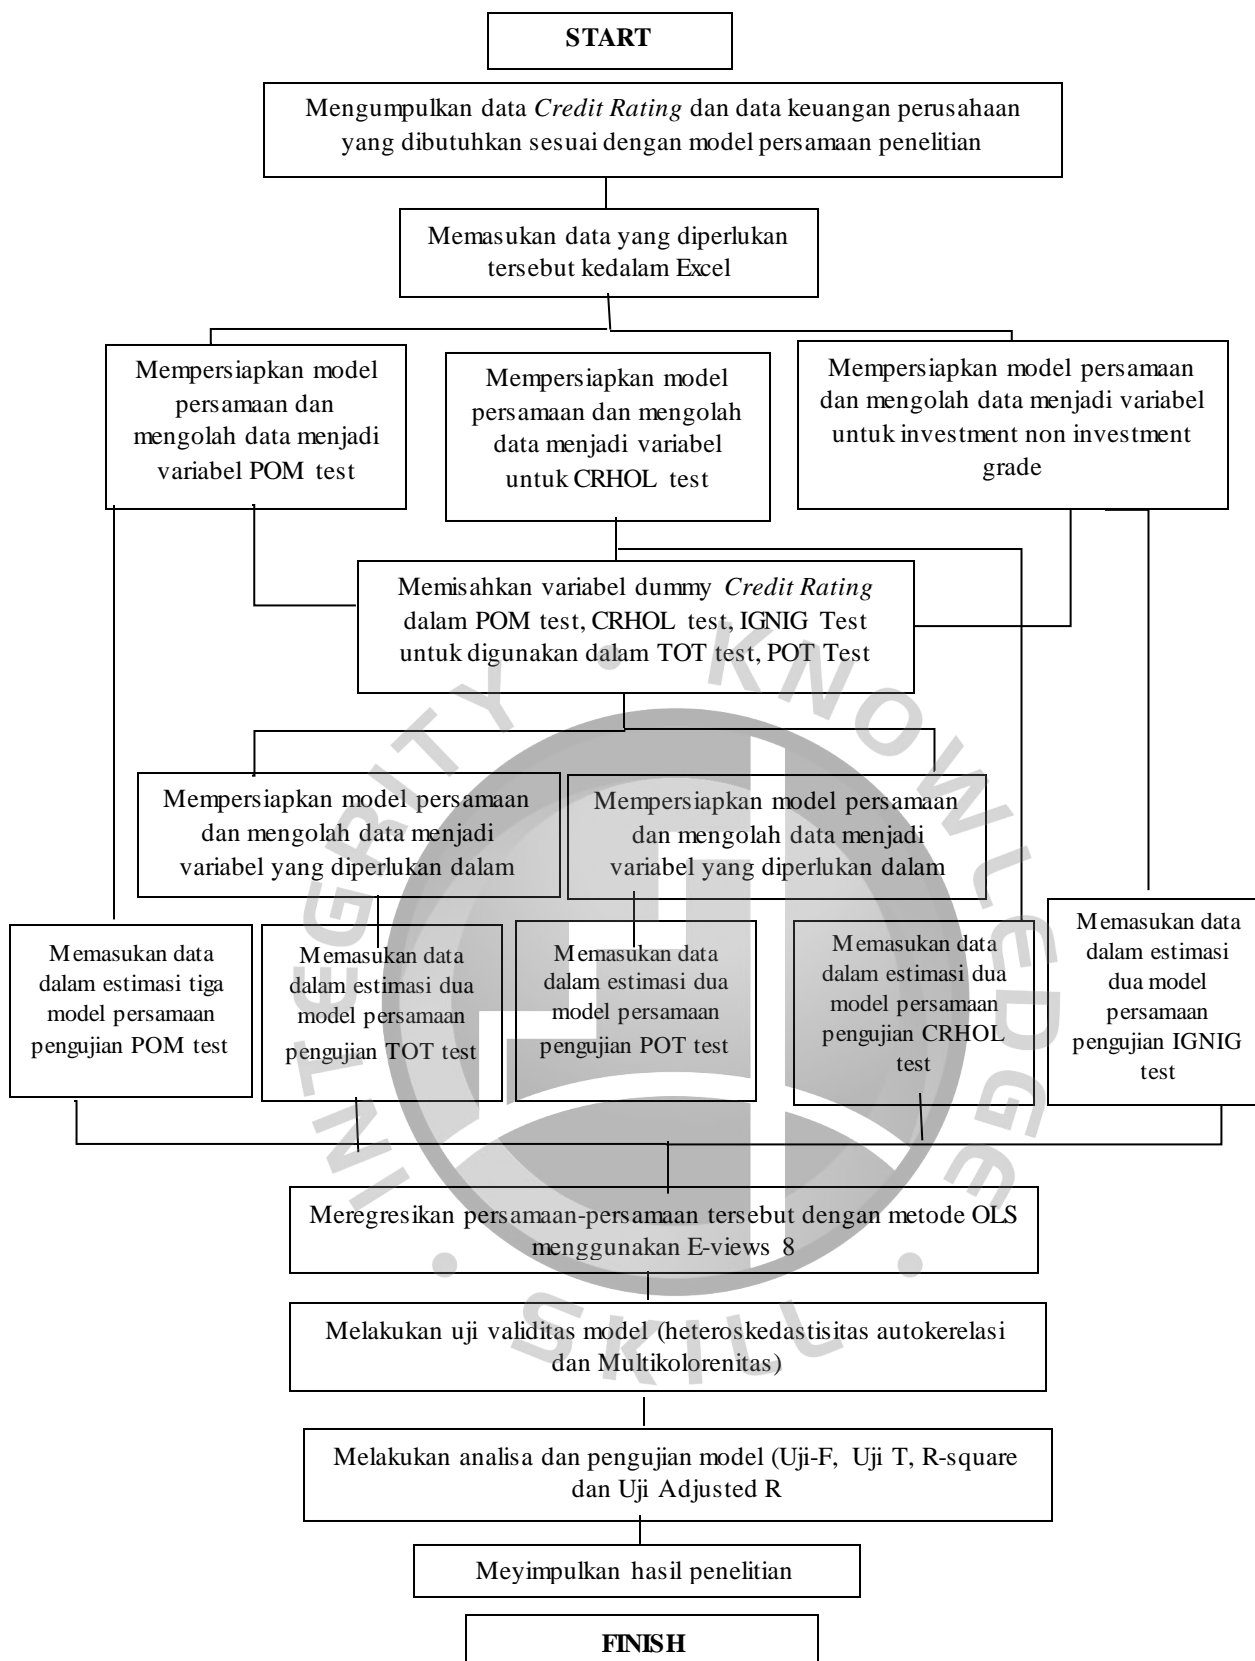 START
Mengumpulkan data Credit Rating dan data keuangan perusahaan
yang dibutuhkan sesuai dengan model persamaan penelitian
Memasukan data yang diperlukan
tersebut kedalam Excel
Mempersiapkan model
persamaan dan
mengolah data menjadi
variabel POM test
Mempersiapkan model
persamaan dan mengolah
data menjadi variabel
untuk CRHOL test
Mempersiapkan model persamaan
dan mengolah data menjadi variabel
untuk investment non investment
grade
Memisahkan variabel dummy Credit Rating
dalam POM test, CRHOL test, IGNIG Test
untuk digunakan dalam TOT test, POT Test
Mempersiapkan model persamaan
dan mengolah data menjadi
variabel yang diperlukan dalam
Mempersiapkan model persamaan
dan mengolah data menjadi
variabel yang diperlukan dalam
Memasukan data
dalam estimasi tiga
model persamaan
pengujian POM test
Memasukan data
dalam estimasi dua
model persamaan
pengujian TOT test
Memasukan data
dalam estimasi dua
model persamaan
pengujian POT test
Memasukan data
dalam estimasi dua
model persamaan
pengujian CRHOL
test
Memasukan data
dalam estimasi
dua model
persamaan
pengujian IGNIG
test
Meregresikan persamaan-persamaan tersebut dengan metode OLS
menggunakan E-views 8
Melakukan uji validitas model (heteroskedastisitas autokerelasi
dan Multikolorenitas)
Melakukan analisa dan pengujian model (Uji-F, Uji T, R-square
dan Uji Adjusted R
Meyimpulkan hasil penelitian
FINISH
INTEGRITY • KNOWLEDGE • SKILL •